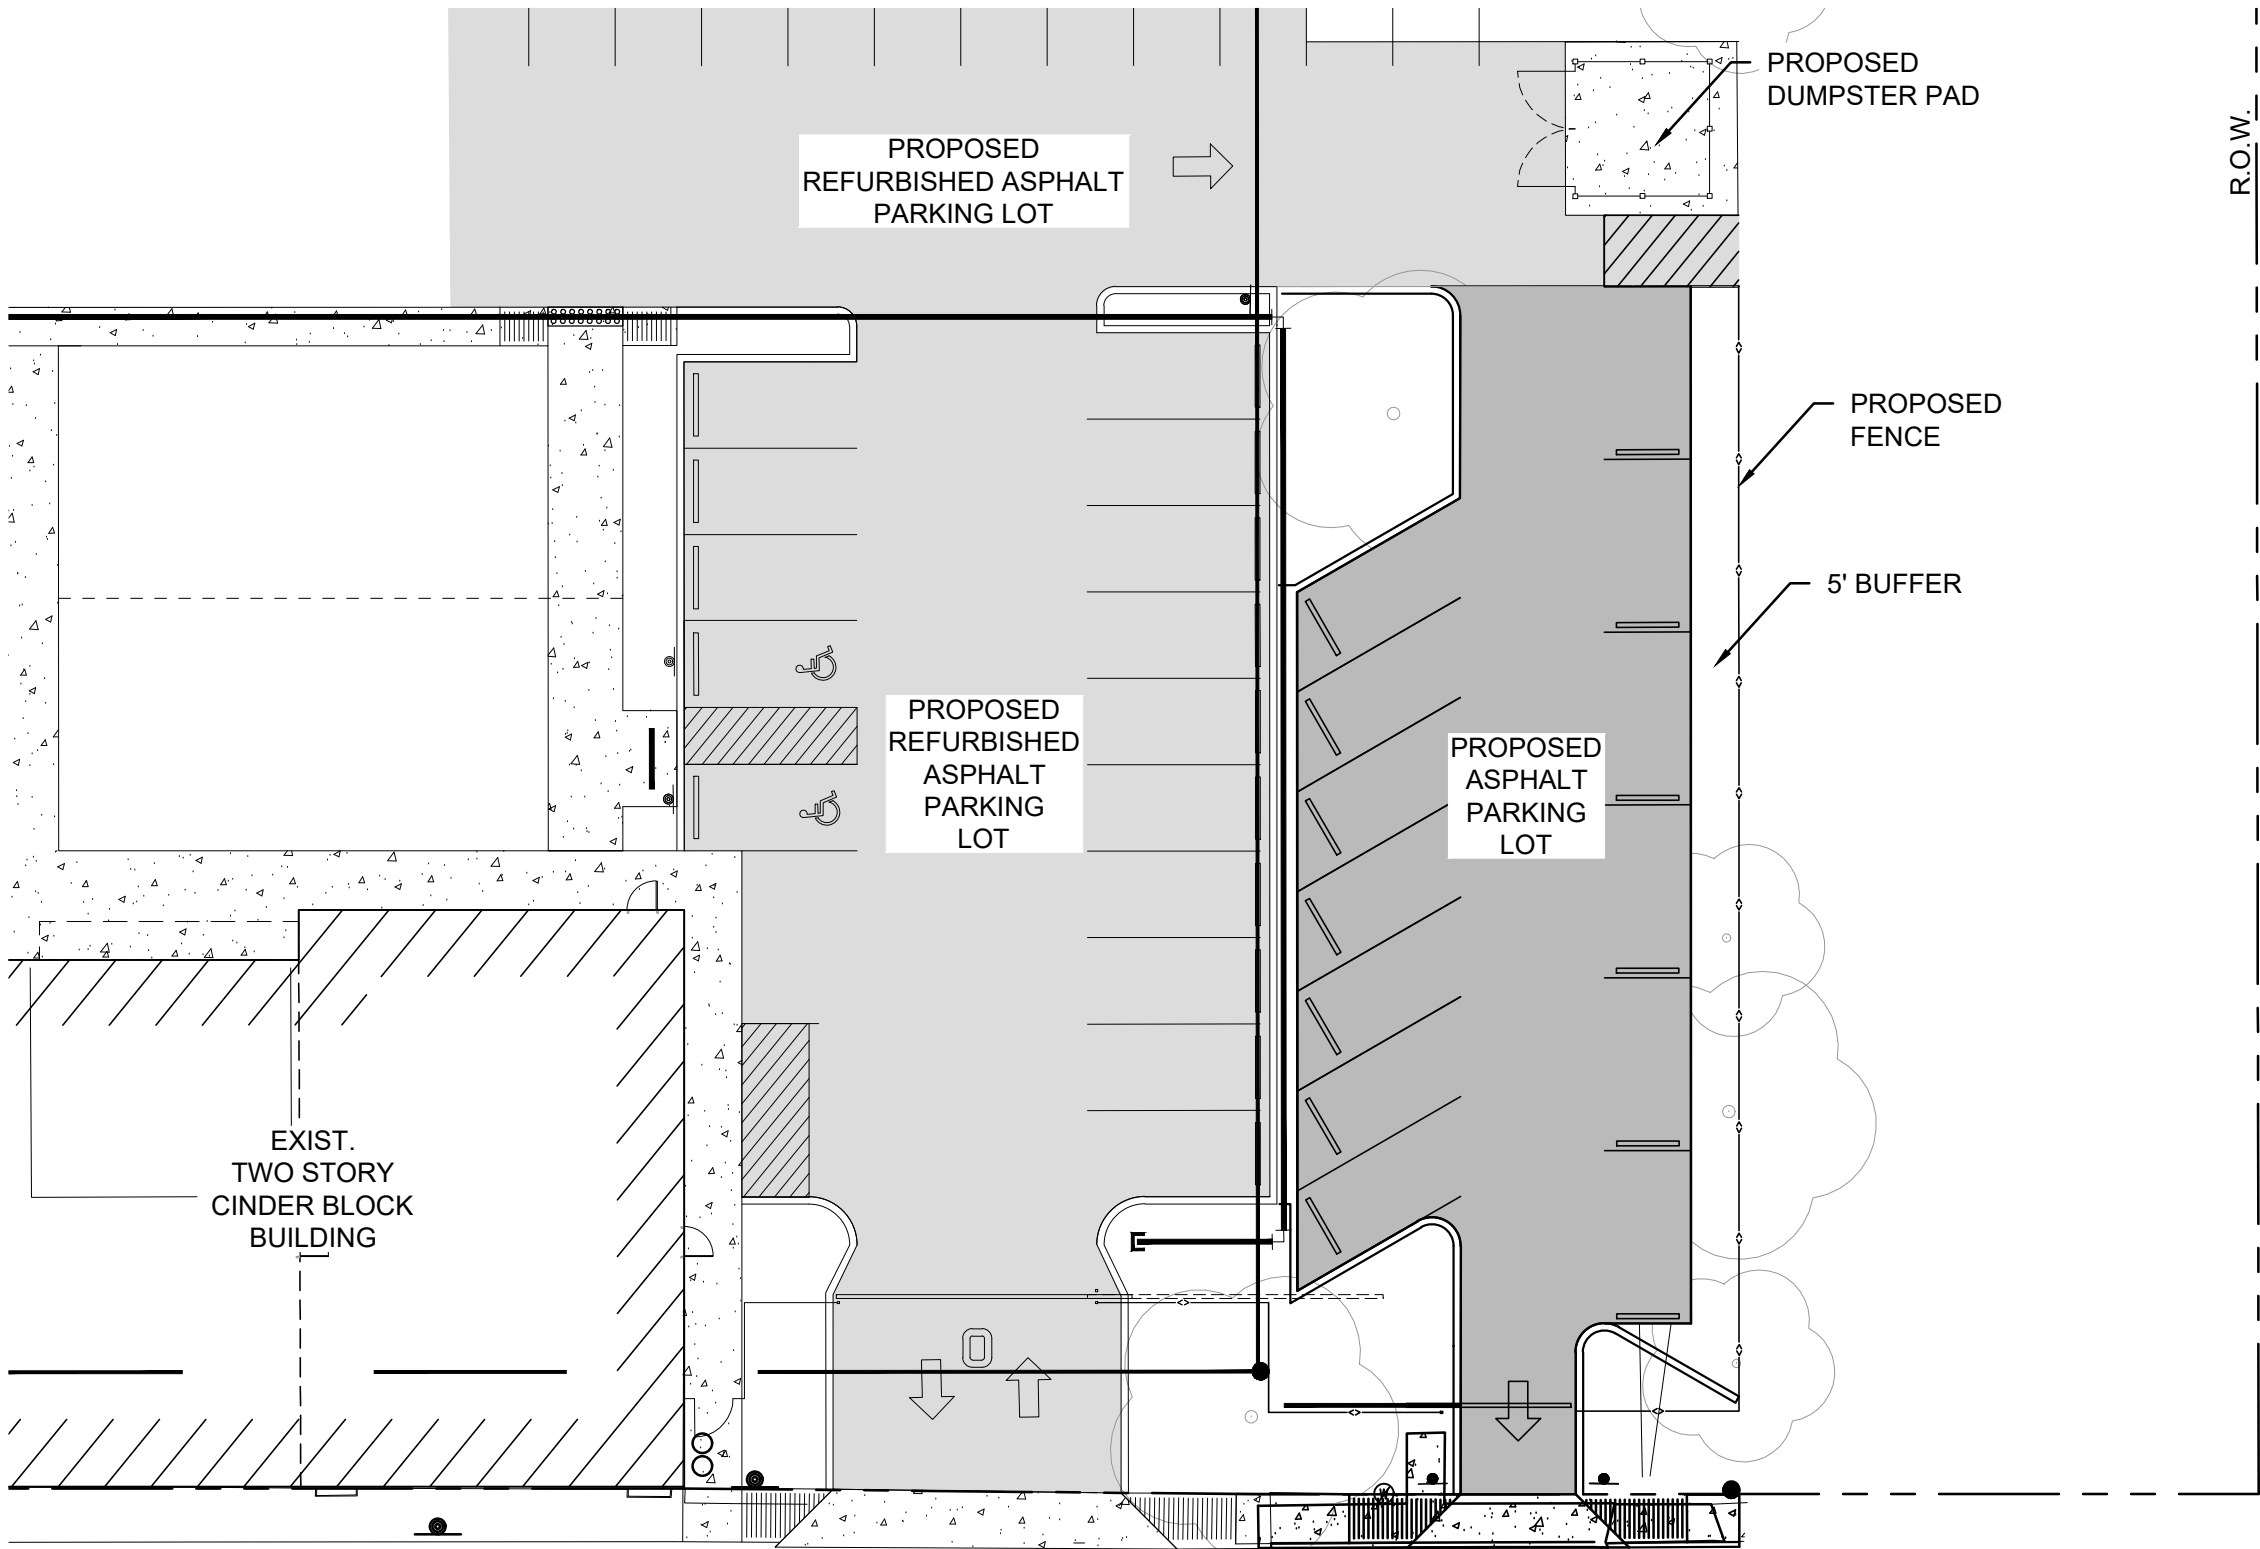 PROPOSED
DUMPSTER PAD
R.O.W.
PROPOSED
REFURBISHED ASPHALT
PARKING LOT
PROPOSED
FENCE
5' BUFFER
PROPOSED
REFURBISHED
ASPHALT
PARKING
LOT
PROPOSED
ASPHALT
PARKING
LOT
EXIST.
TWO STORY
CINDER BLOCK
BUILDING
W